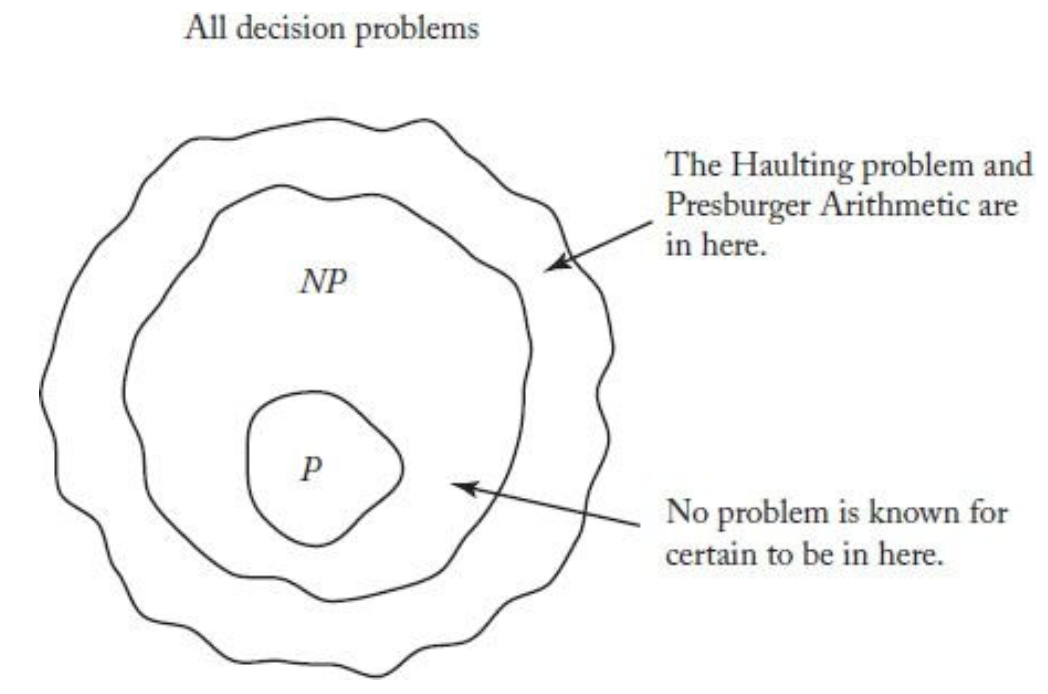 All decision problems
The Haulting problem and
Presburger Arithmetic are
in here.
NP
P
No problem is known for
certain to be in here.